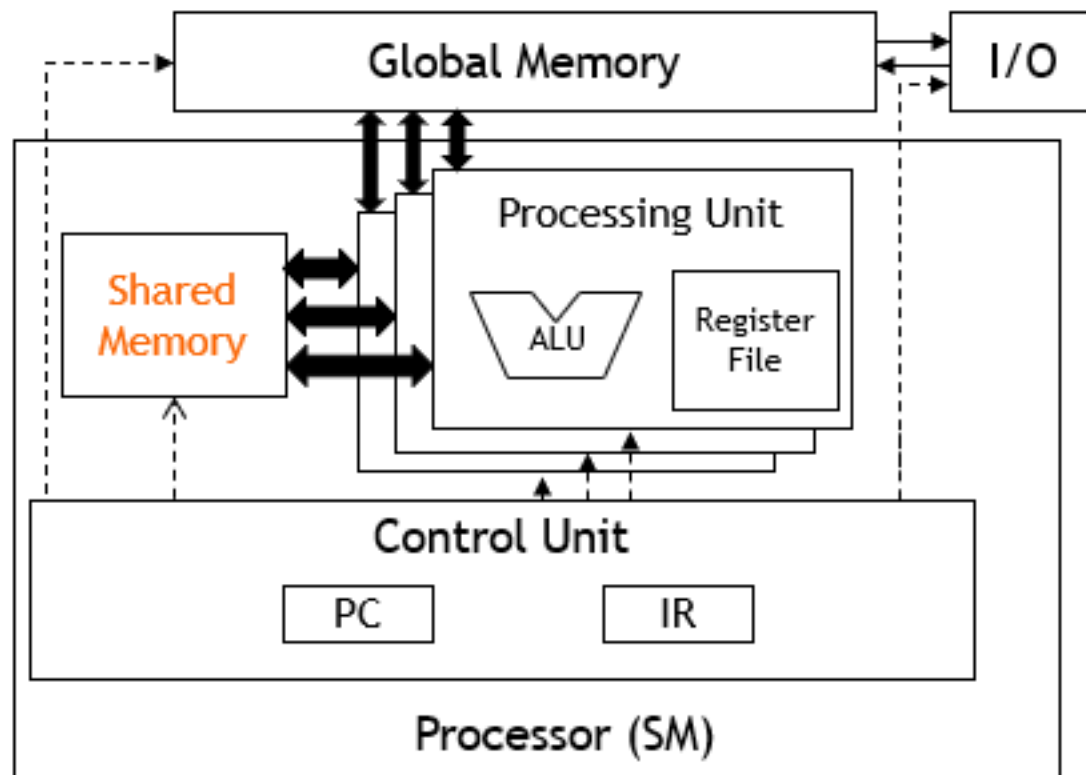 Global Memory
I/O
Processing Unit
Shared
Memory
ALU
Register
File
Control Unit
PC
IR
Processor (SM)